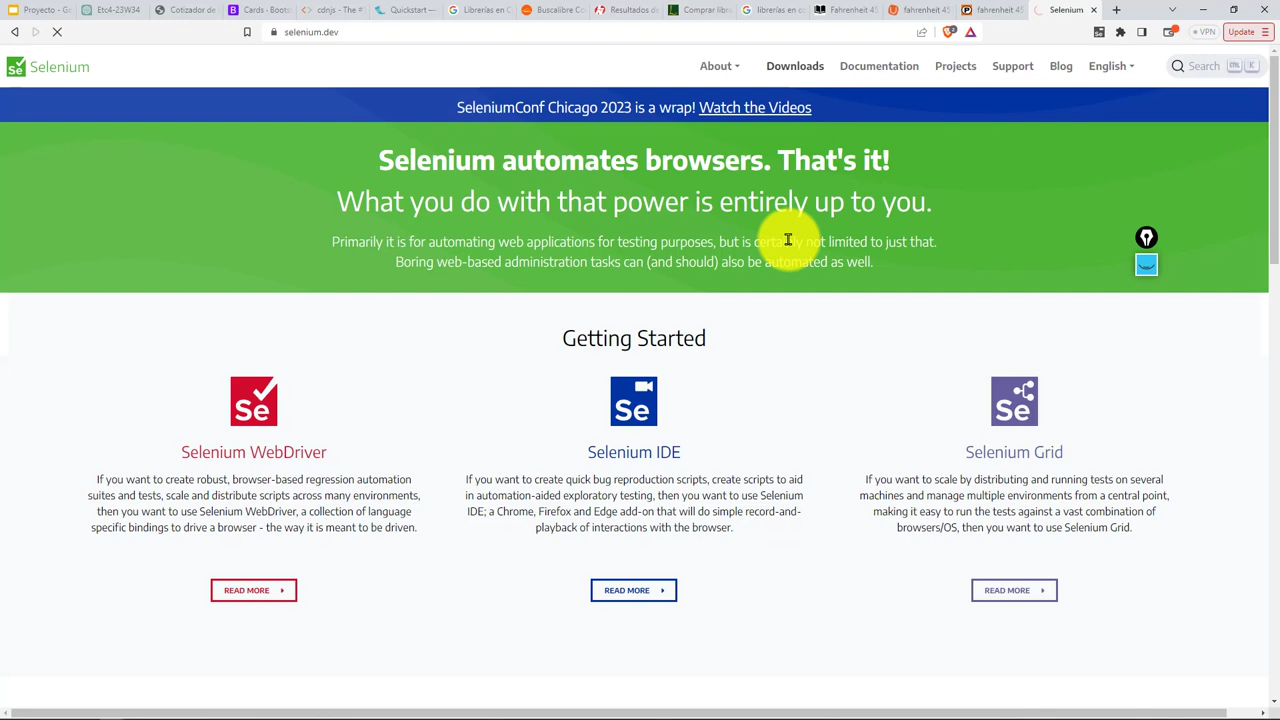 Proyecto - Go
Etc4-23W34
Cotizador de
Cards - Boots
cdnjs - The #
Quickstart —
Librerías en C
Buscalibre Co
Resultados de
Comprar libr
librerías en c
Fahrenheit 45
fahrenheit 45
fahrenheit 45
Selenium
selenium.dev
VPN
Update
Se Selenium
About
Downloads
Documentation
Projects
Support
Blog
English
Search
K
SeleniumConf Chicago 2023 is a wrap! Watch the Videos
Selenium automates browsers. That's it!
What you do with that power is entirely up to you.
Primarily it is for automating web applications for testing purposes, but is certainly not limited to just that.
Boring web-based administration tasks can (and should) also be automated as well.
Getting Started
Se
Selenium WebDriver
If you want to create robust, browser-based regression automation
suites and tests, scale and distribute scripts across many environments,
then you want to use Selenium WebDriver, a collection of language
specific bindings to drive a browser - the way it is meant to be driven.
READ MORE
Se
Selenium IDE
If you want to create quick bug reproduction scripts, create scripts to aid
in automation-aided exploratory testing, then you want to use Selenium
IDE; a Chrome, Firefox and Edge add-on that will do simple record-and-
playback of interactions with the browser.
READ MORE
Se
Selenium Grid
If you want to scale by distributing and running tests on several
machines and manage multiple environments from a central point,
making it easy to run the tests against a vast combination of
browsers/OS, then you want to use Selenium Grid.
READ MORE